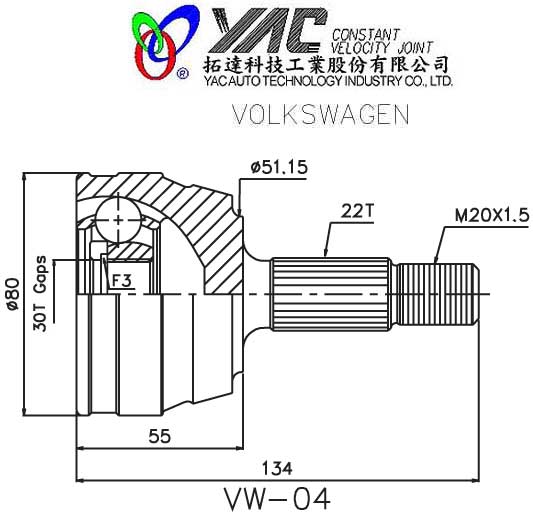 YAC CONSTANT
VELOCITY JOINT
®
拓達科技工業股份有限公司
YAC AUTO TECHNOLOGY INDUSTRY CO., LTD.
VOLKSWAGEN
ø51.15
22T
M20X1.5
ø80
30T Gaps
F3
55
134
VW-04